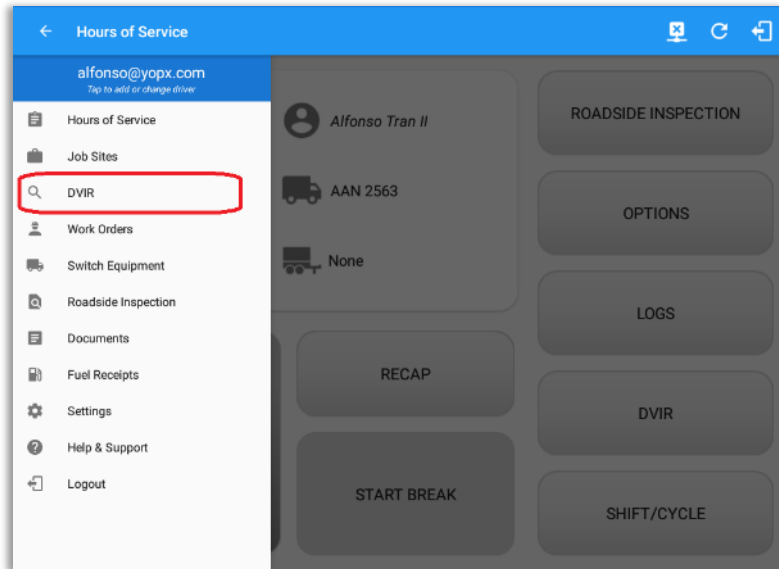 Hours of Service
alfonso@yopx.com
Tap to add or change driver
Hours of Service
Job Sites
DVIR
Work Orders
Switch Equipment
Roadside Inspection
Documents
Fuel Receipts
Settings
Help & Support
Logout
Alfonso Tran II
AAN 2563
None
RECAP
START BREAK
ROADSIDE INSPECTION
OPTIONS
LOGS
DVIR
SHIFT/CYCLE